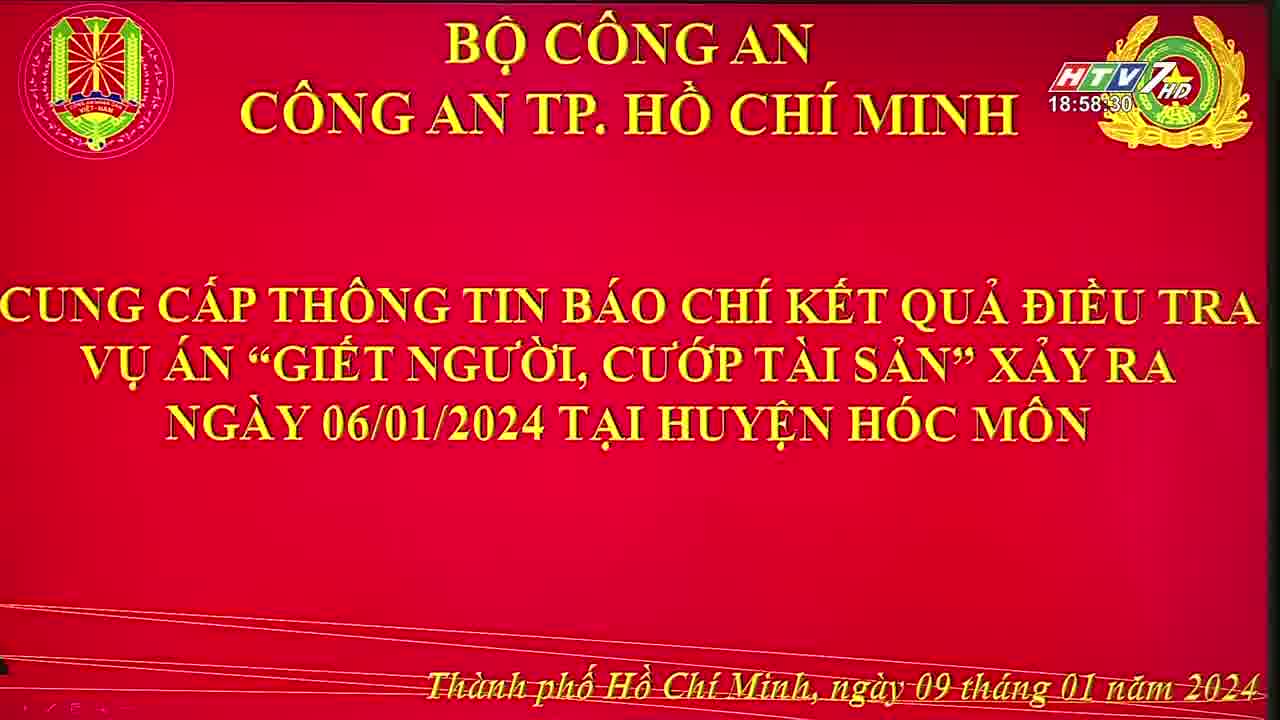 BỘ CÔNG AN
CÔNG AN TP. HỒ CHÍ MINH
HTV7 HD
18:58:30
VIỆT-NAM
CUNG CẤP THÔNG TIN BÁO CHÍ KẾT QUẢ ĐIỀU TRA
VỤ ÁN “GIẾT NGƯỜI, CƯỚP TÀI SẢN” XẢY RA
NGÀY 06/01/2024 TẠI HUYỆN HÓC MÔN
Thành phố Hồ Chí Minh, ngày 09 tháng 01 năm 2024